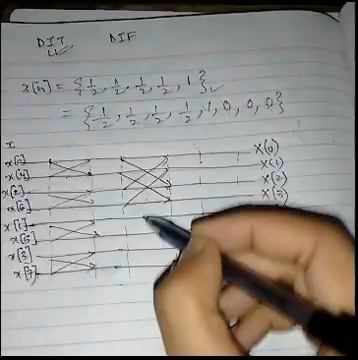 DIT DIF
x[n] = {1/2, 1/2, 1/2, 1/2, 1}
= {1/2, 1/2, 1/2, 1/2, 1, 0, 0, 0}
x
x[0] X(0)
x[4] X(1)
x[2] X(2)
x[6] X(3)
x[1]
x[5]
x[3]
x[7]